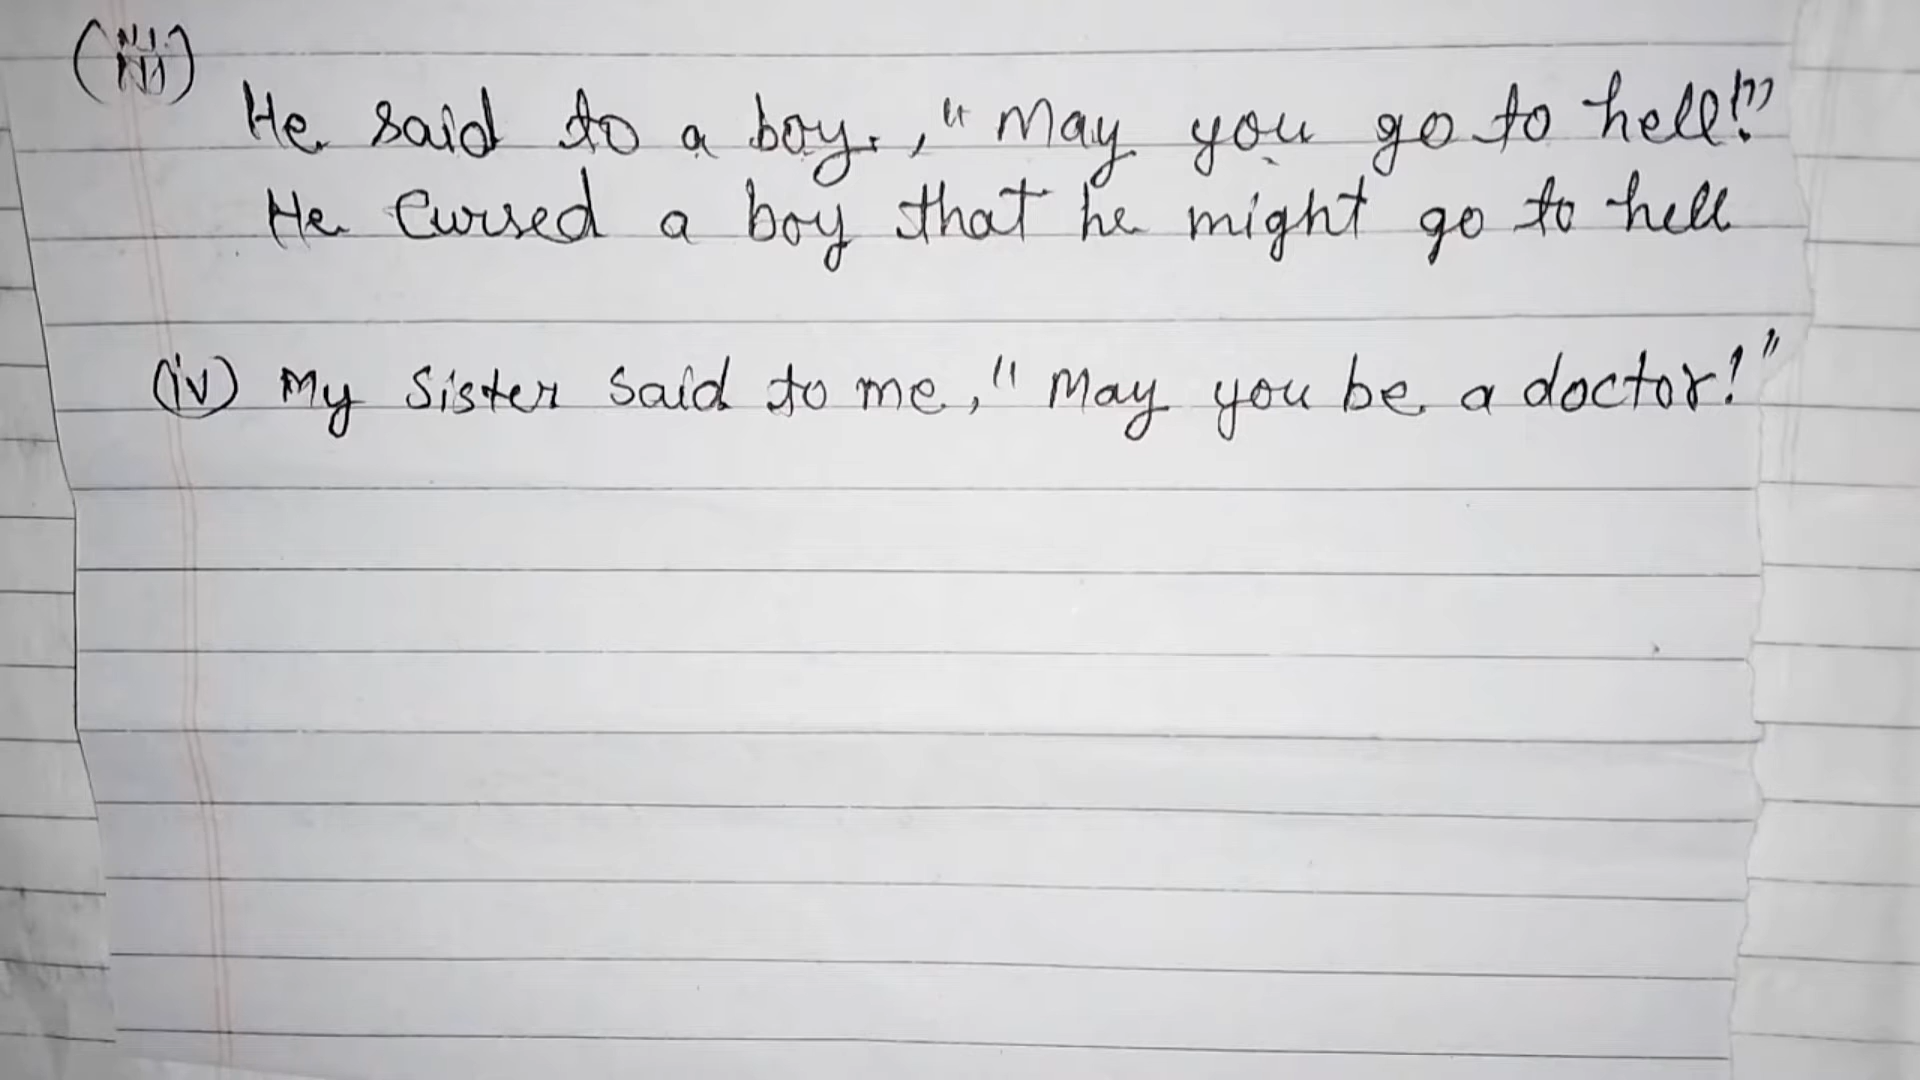 (iii)
He said to a boy, "May you go to hell!"
He Cursed a boy that he might go to hell
(iv) My Sister Said to me, "May you be a doctor!"